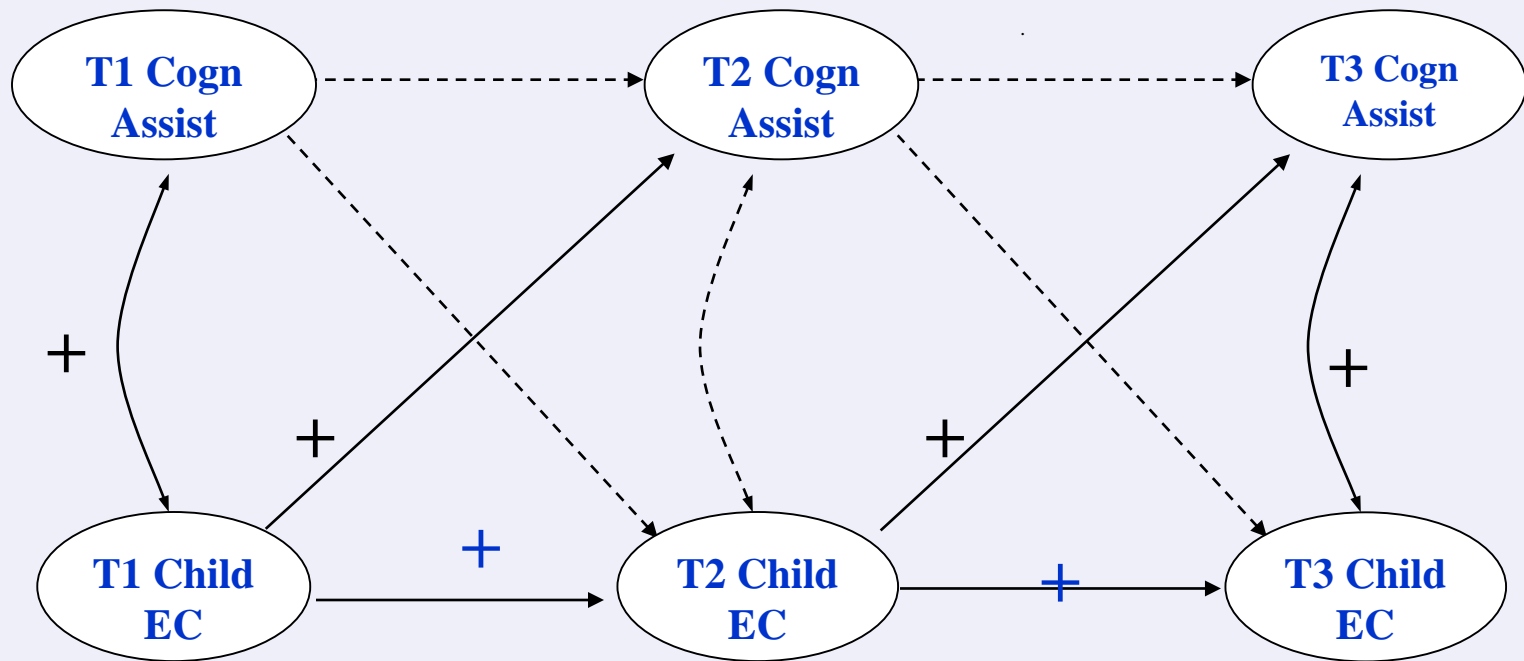 T1 Cogn
Assist
T2 Cogn
Assist
T3 Cogn
Assist
+
+
+
+
+
+
T1 Child
EC
T2 Child
EC
T3 Child
EC